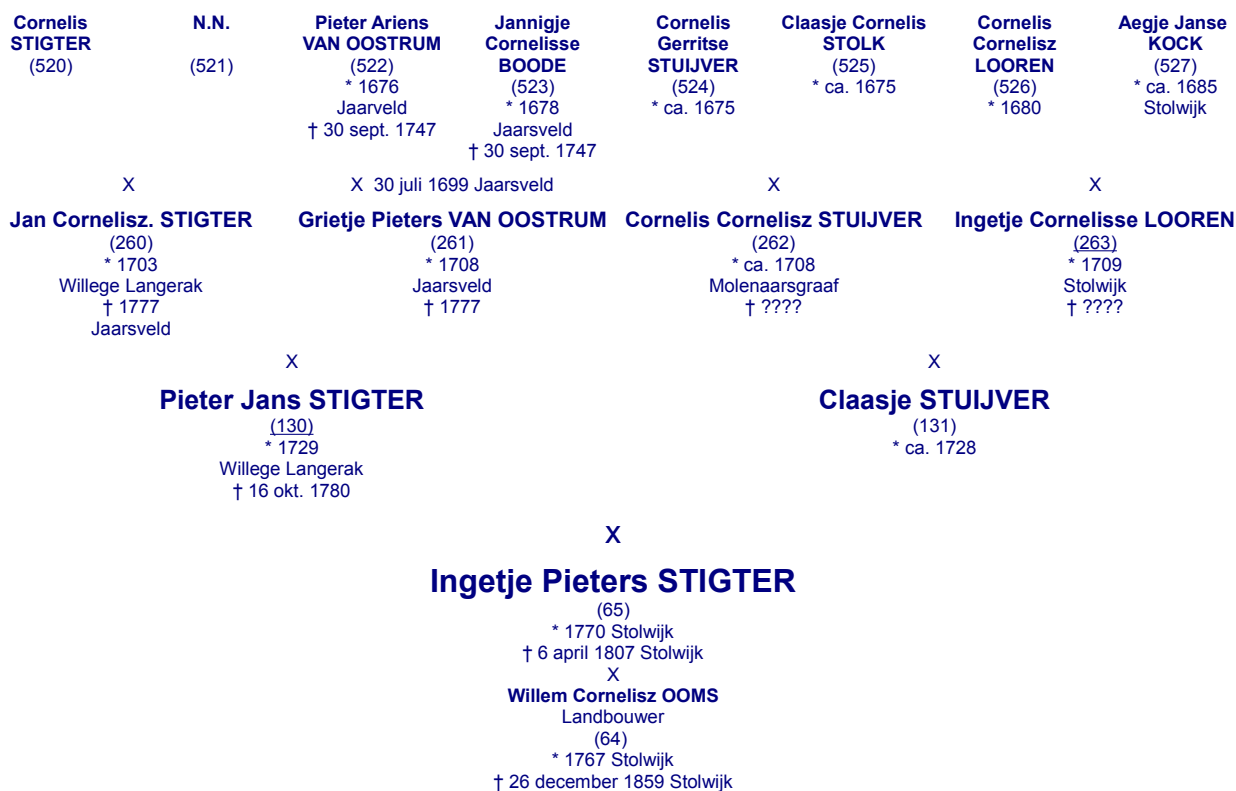 Cornelis
STIGTER
(520)
N.N.
(521)
Pieter Ariens
VAN OOSTRUM
(522)
* 1676
Jaarveld
† 30 sept. 1747
Jannigje
Cornelisse
BOODE
(523)
* 1678
Jaarsveld
† 30 sept. 1747
Cornelis
Gerritse
STUIJVER
(524)
* ca. 1675
Claasje Cornelis
STOLK
(525)
* ca. 1675
Cornelis
Cornelisz
LOOREN
(526)
* 1680
Aegje Janse
KOCK
(527)
* ca. 1685
Stolwijk
X
X 30 juli 1699 Jaarsveld
X
X
Jan Cornelisz. STIGTER
(260)
* 1703
Willege Langerak
† 1777
Jaarsveld
Grietje Pieters VAN OOSTRUM
(261)
* 1708
Jaarsveld
† 1777
Cornelis Cornelisz STUIJVER
(262)
* ca. 1708
Molenaarsgraaf
† ????
Ingetje Cornelisse LOOREN
(263)
* 1709
Stolwijk
† ????
X
X
Pieter Jans STIGTER
(130)
* 1729
Willege Langerak
† 16 okt. 1780
Claasje STUIJVER
(131)
* ca. 1728
X
Ingetje Pieters STIGTER
(65)
* 1770 Stolwijk
† 6 april 1807 Stolwijk
X
Willem Cornelisz OOMS
Landbouwer
(64)
* 1767 Stolwijk
† 26 december 1859 Stolwijk